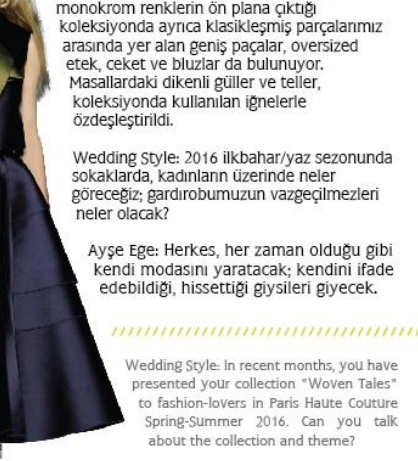 monokrom renklerin ön plana çıktığı
koleksiyonda ayrıca klasikleşmiş parçalarımız
arasında yer alan geniş paçalar, oversized
etek, ceket ve bluzlar da bulunuyor.
Masallardaki dikenli güller ve teller,
koleksiyonda kullanılan iğnelerle
özdeşleştirildi.
Wedding Style: 2016 ilkbahar/yaz sezonunda
sokaklarda, kadınların üzerinde neler
göreceğiz; gardırobumuzun vazgeçilmezleri
neler olacak?
Ayşe Ege: Herkes, her zaman olduğu gibi
kendi modasını yaratacak; kendini ifade
edebildiği, hissettiği giysileri giyecek.
Wedding Style: In recent months, you have
presented your collection "Woven Tales"
to fashion-lovers in Paris Haute Couture
Spring-Summer 2016. Can you talk
about the collection and theme?